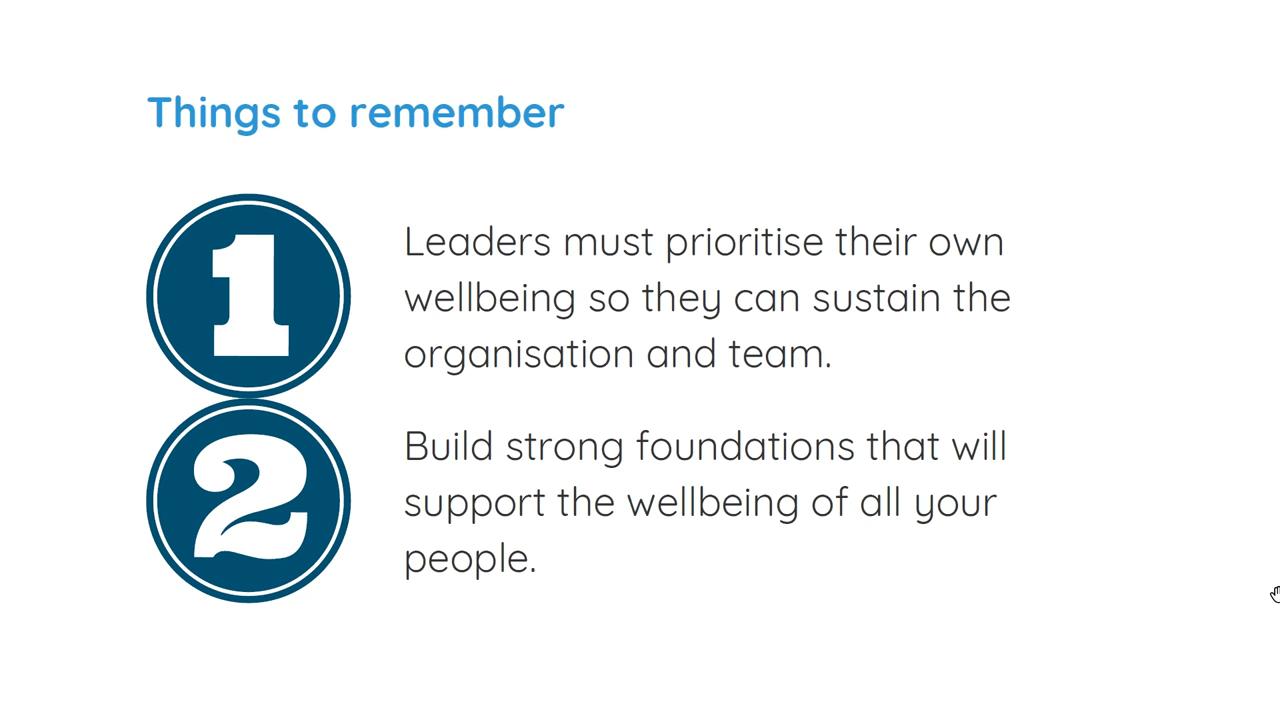 Things to remember
1
Leaders must prioritise their own
wellbeing so they can sustain the
organisation and team.
2
Build strong foundations that will
support the wellbeing of all your
people.